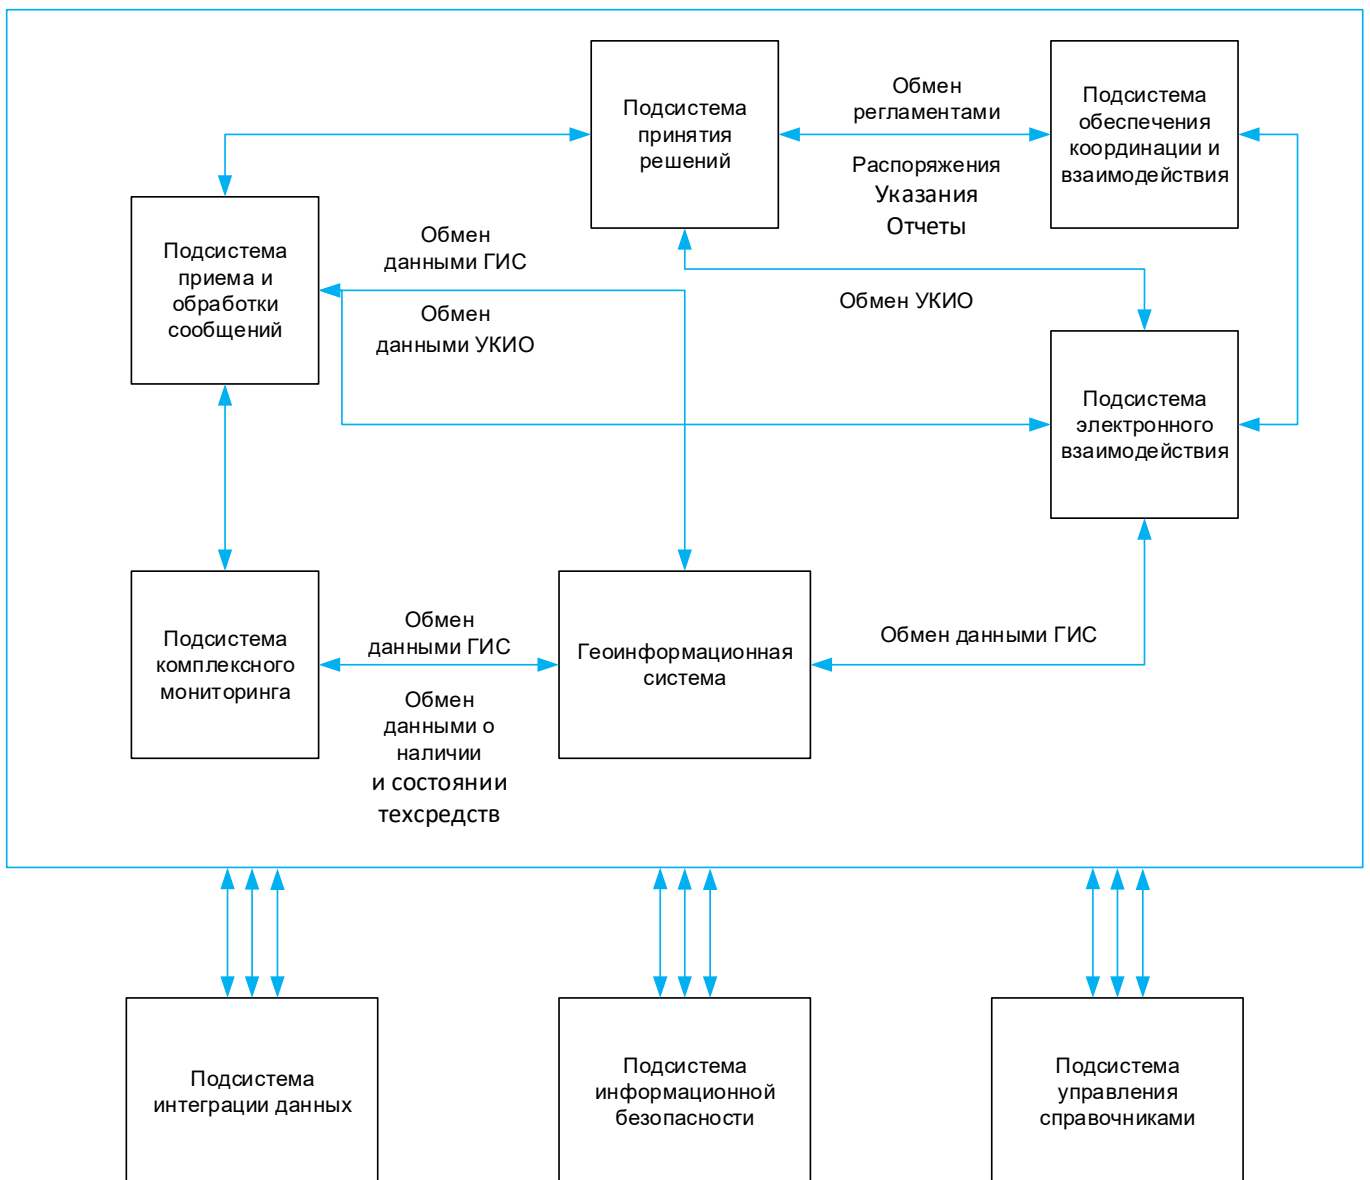 Подсистема
принятия
решений
Обмен
регламентами
Распоряжения
Указания
Отчеты
Подсистема
обеспечения
координации и
взаимодействия
Подсистема
приема и
обработки
сообщений
Обмен
данными ГИС
Обмен
данными УКИО
Обмен УКИО
Подсистема
электронного
взаимодействия
Подсистема
комплексного
мониторинга
Обмен
данными ГИС
Обмен
данными о
наличии
и состоянии
техсредств
Геоинформационная
система
Обмен данными ГИС
Подсистема
интеграции данных
Подсистема
информационной
безопасности
Подсистема
управления
справочниками